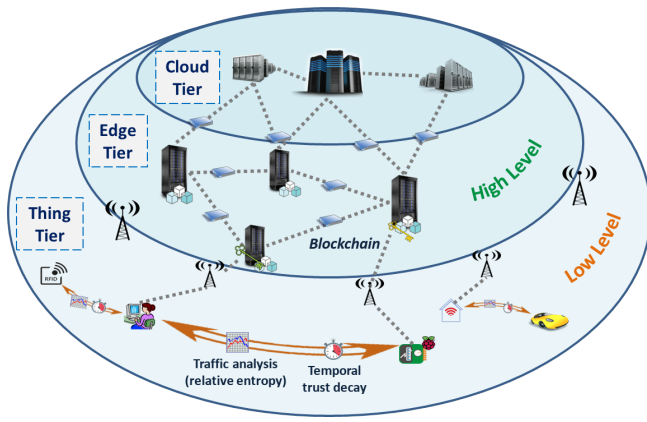 Cloud
Tier
Edge
Tier
High Level
Thing
Tier
Low Level
Blockchain
RFID
Traffic analysis
(relative entropy)
Temporal
trust decay